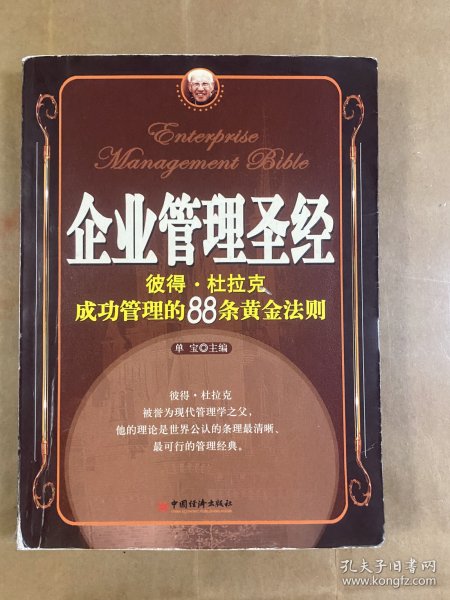 Enterprise
Management Bible
企业管理圣经
彼得·杜拉克
成功管理的88条黄金法则
单 宝◎主编
彼得·杜拉克
被誉为现代管理学之父，
他的理论是世界公认的条理最清晰、
最可行的管理经典。
中国经济出版社
孔夫子旧书网
www.kongfz.com